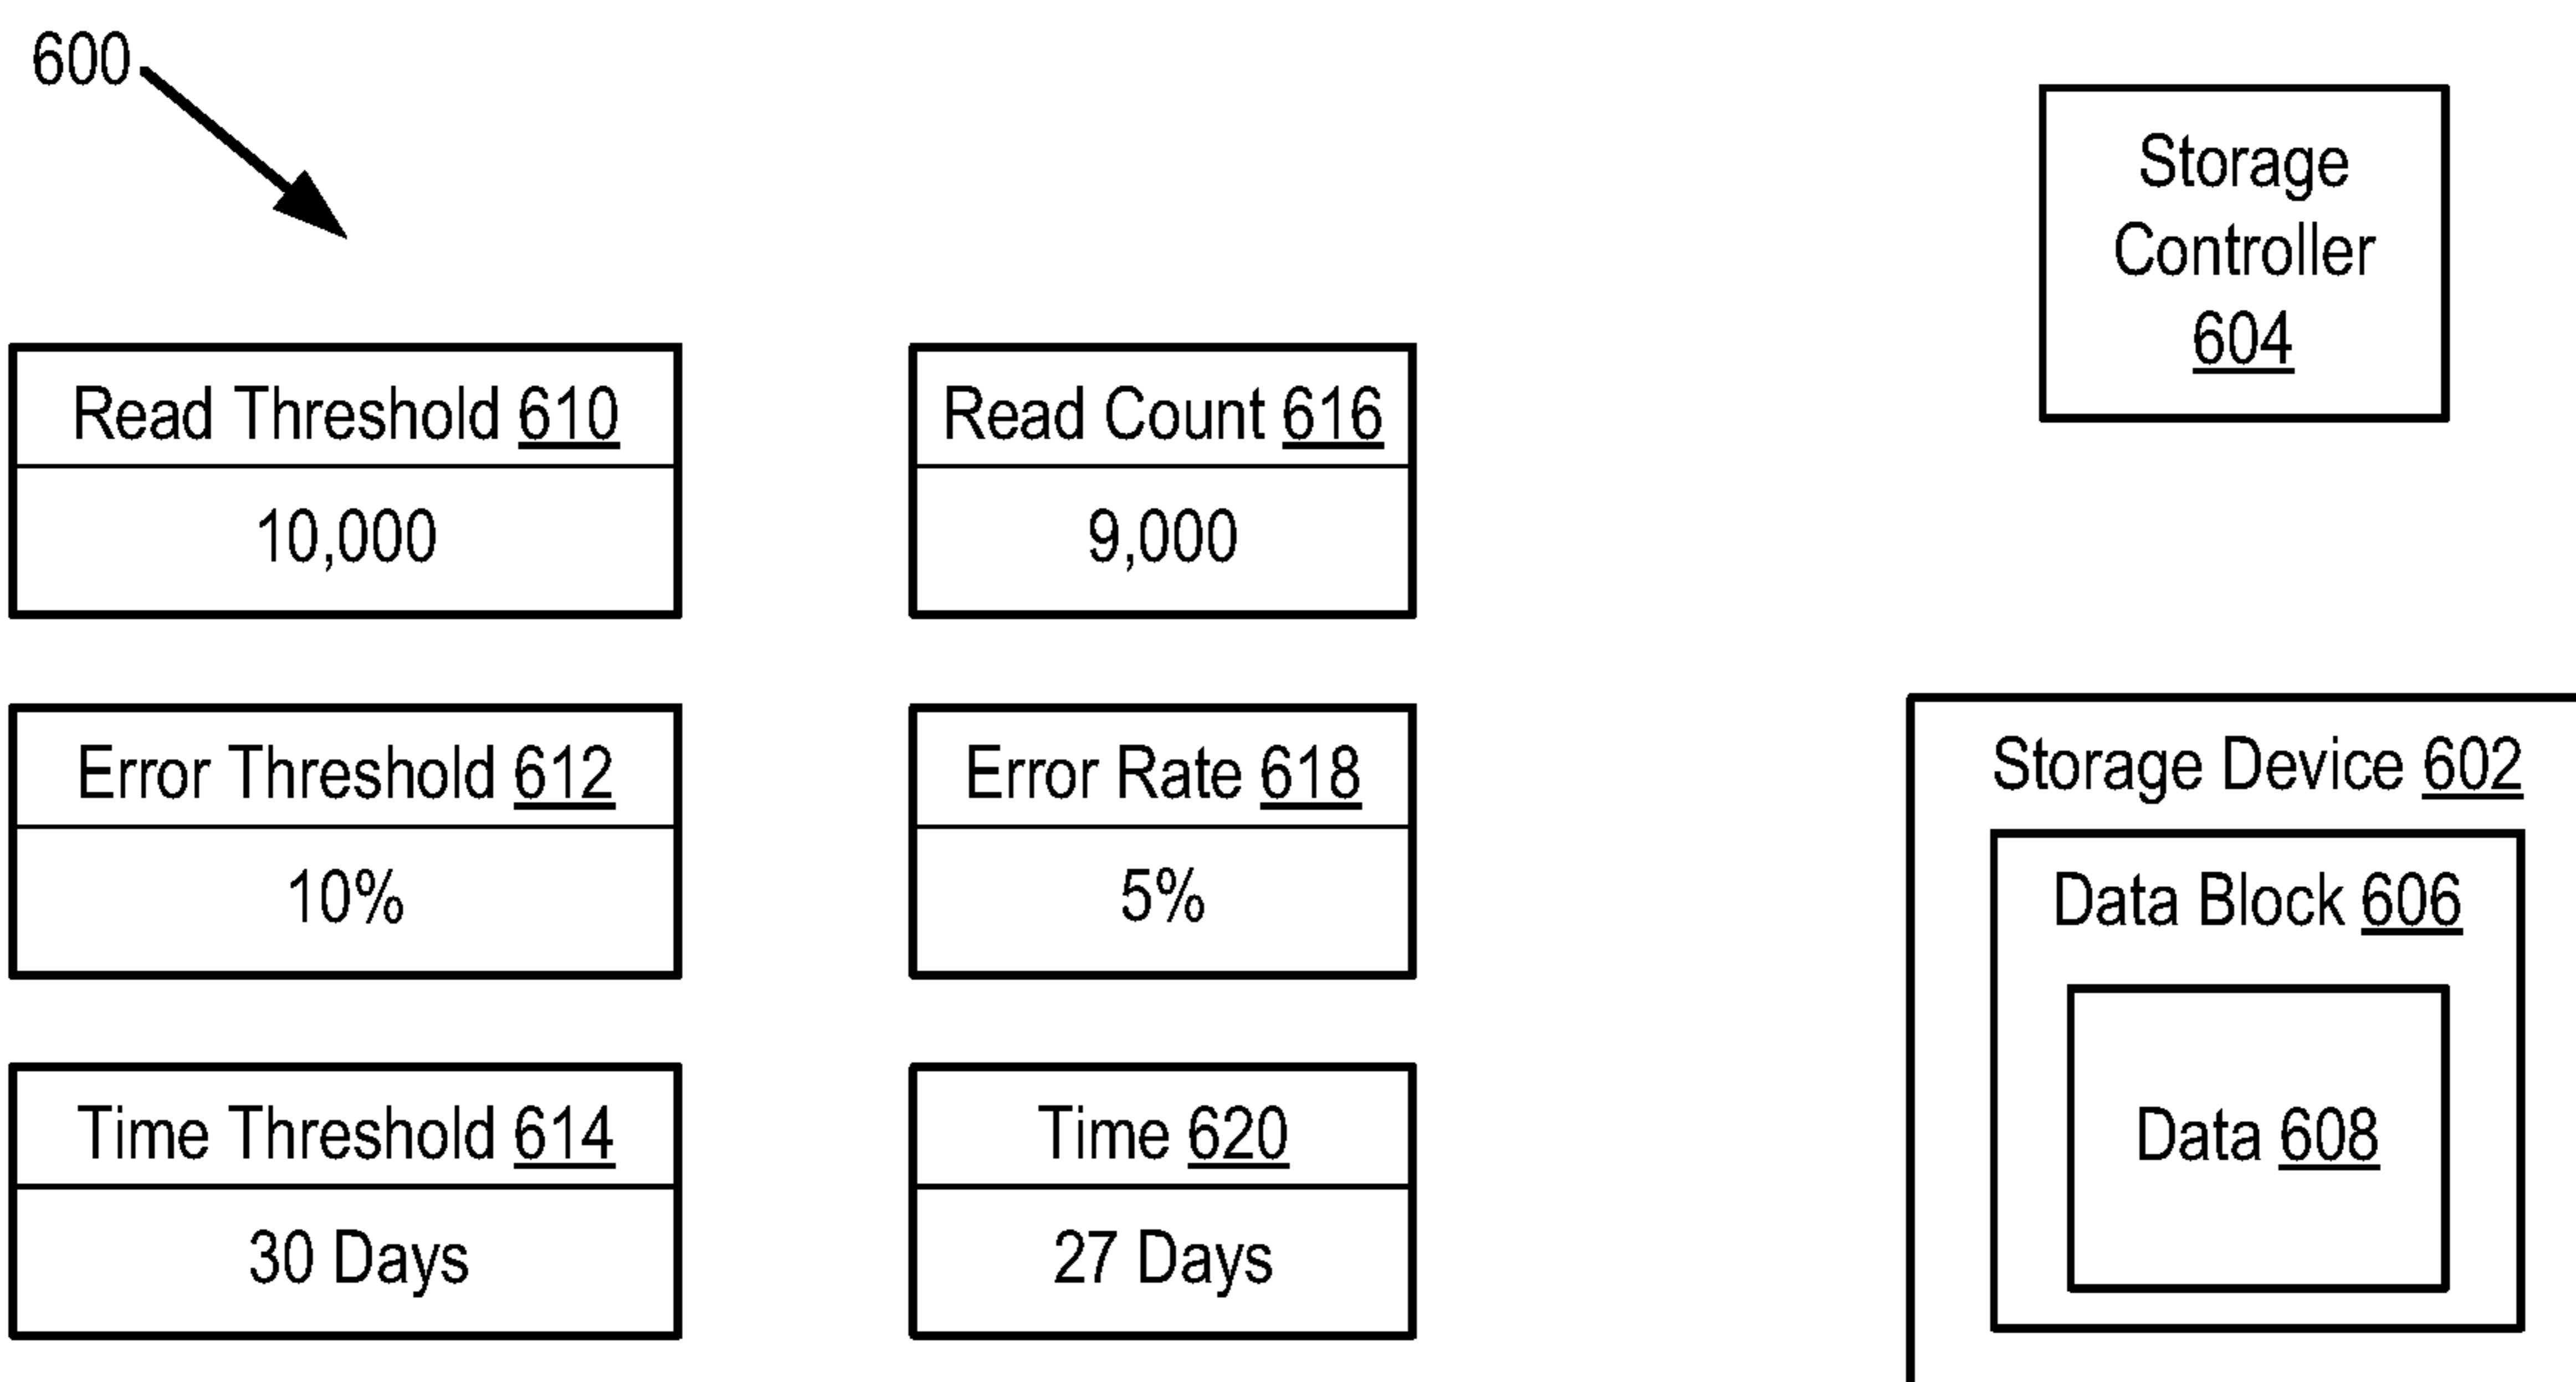 600
Storage
Controller
604
Read Threshold 610
10,000
Read Count 616
9,000
Error Threshold 612
10%
Error Rate 618
5%
Time Threshold 614
30 Days
Time 620
27 Days
Storage Device 602
Data Block 606
Data 608